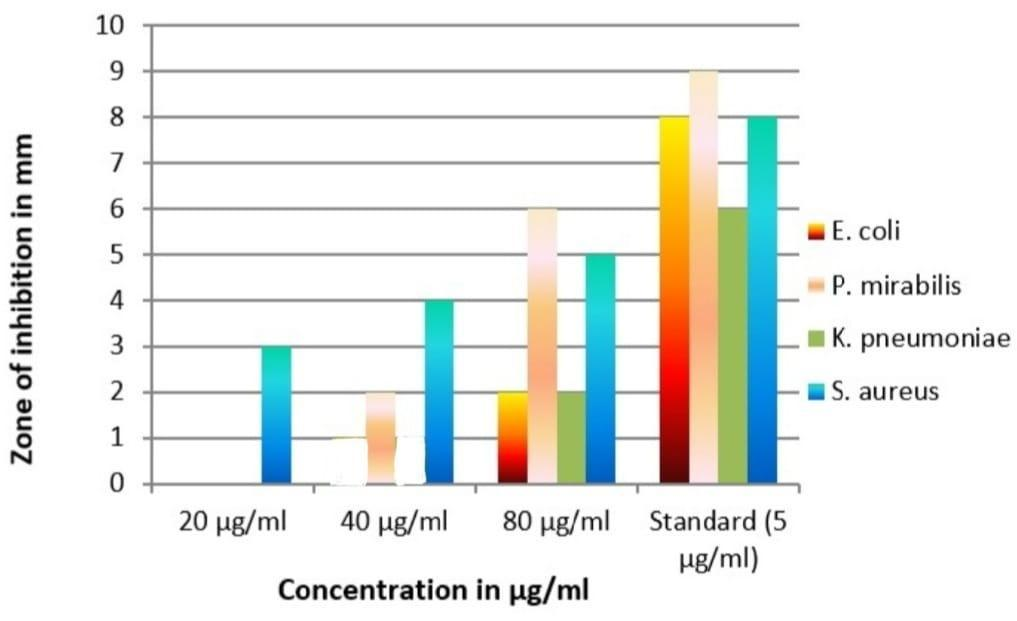 10
9
8
7
6
5
4
3
2
1
0
Zone of inhibition in mm
20 µg/ml
40 µg/ml
80 µg/ml
Standard (5
µg/ml)
Concentration in µg/ml
E. coli
P. mirabilis
K. pneumoniae
S. aureus